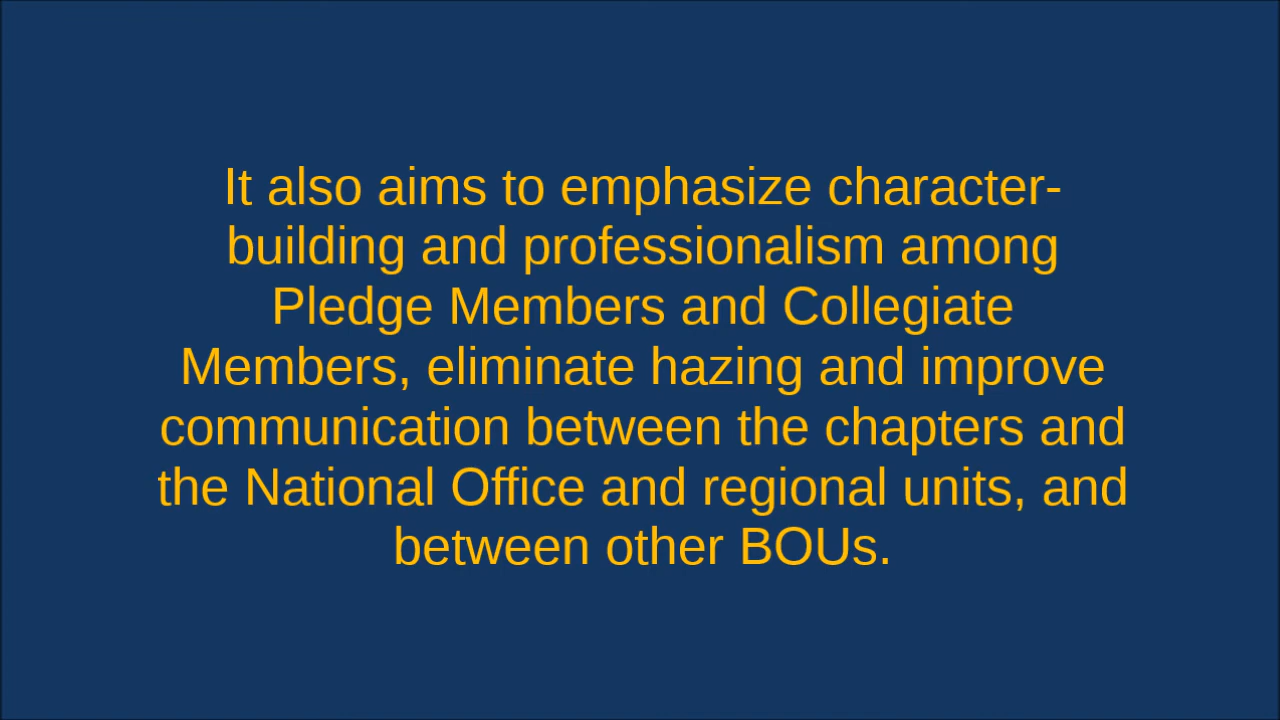 It also aims to emphasize character-
building and professionalism among
Pledge Members and Collegiate
Members, eliminate hazing and improve
communication between the chapters and
the National Office and regional units, and
between other BOUs.